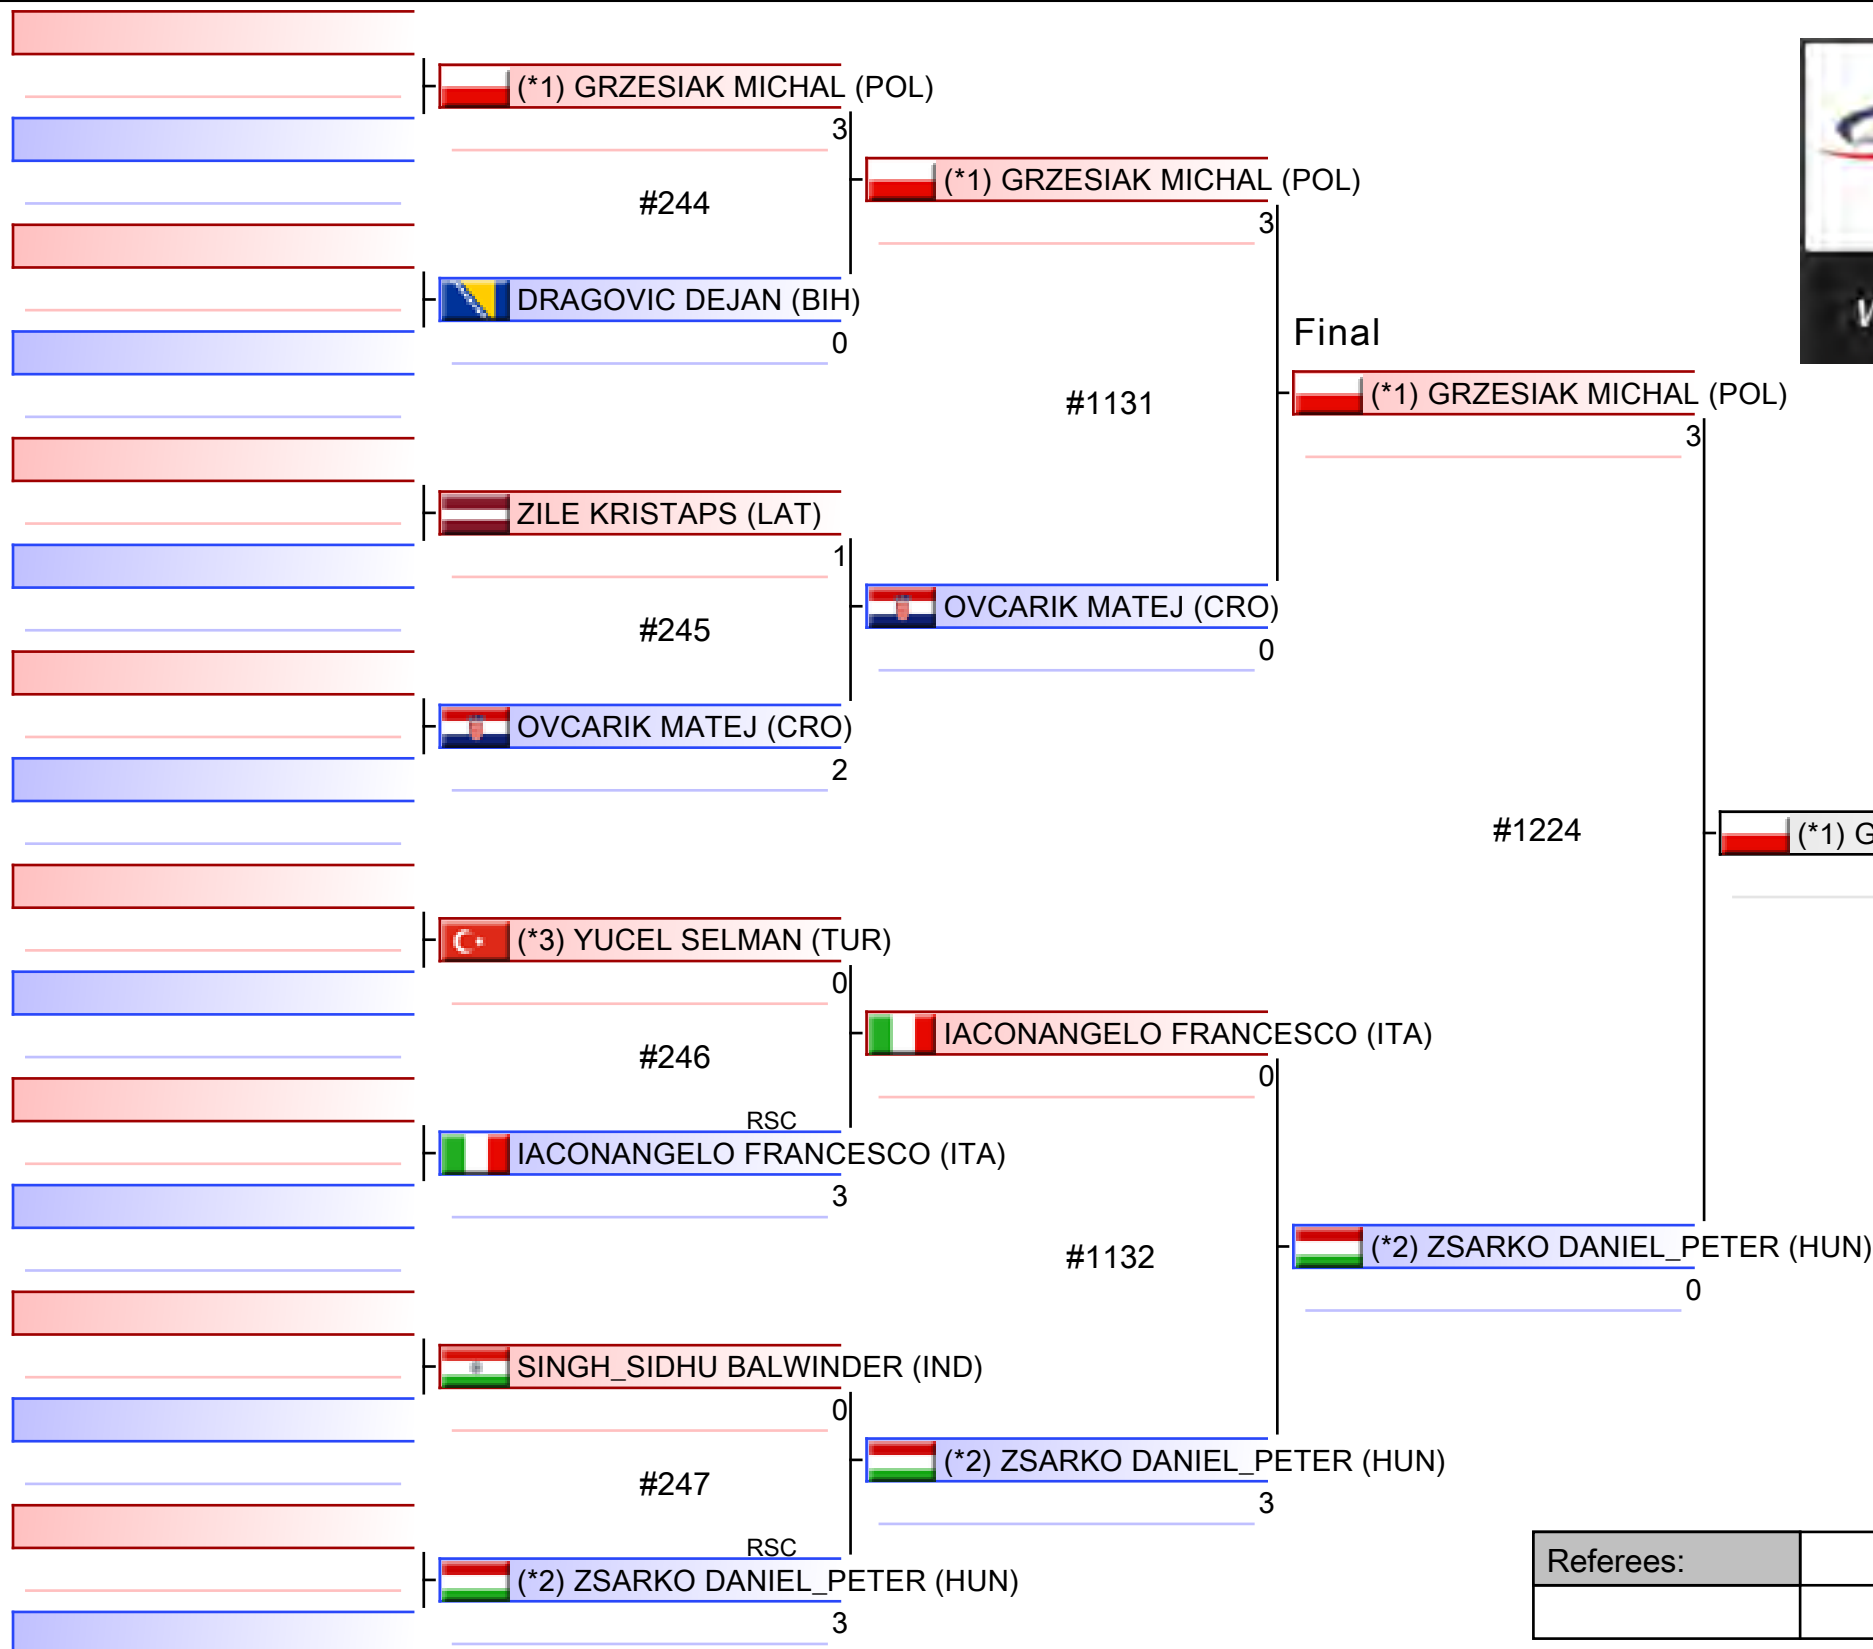 (*1) GRZESIAK MICHAL (POL)
3
#244
DRAGOVIC DEJAN (BIH)
0
ZILE KRISTAPS (LAT)
1
#245
OVCARIK MATEJ (CRO)
2
(*3) YUCEL SELMAN (TUR)
0
#246
RSC
IACONANGELO FRANCESCO (ITA)
3
SINGH_SIDHU BALWINDER (IND)
0
#247
RSC
(*2) ZSARKO DANIEL_PETER (HUN)
3
(*1) GRZESIAK MICHAL (POL)
3
#1131
OVCARIK MATEJ (CRO)
0
IACONANGELO FRANCESCO (ITA)
0
#1132
(*2) ZSARKO DANIEL_PETER (HUN)
3
Final
(*1) GRZESIAK MICHAL (POL)
3
#1224
(*2) ZSARKO DANIEL_PETER (HUN)
0
(*1) G
Referees: